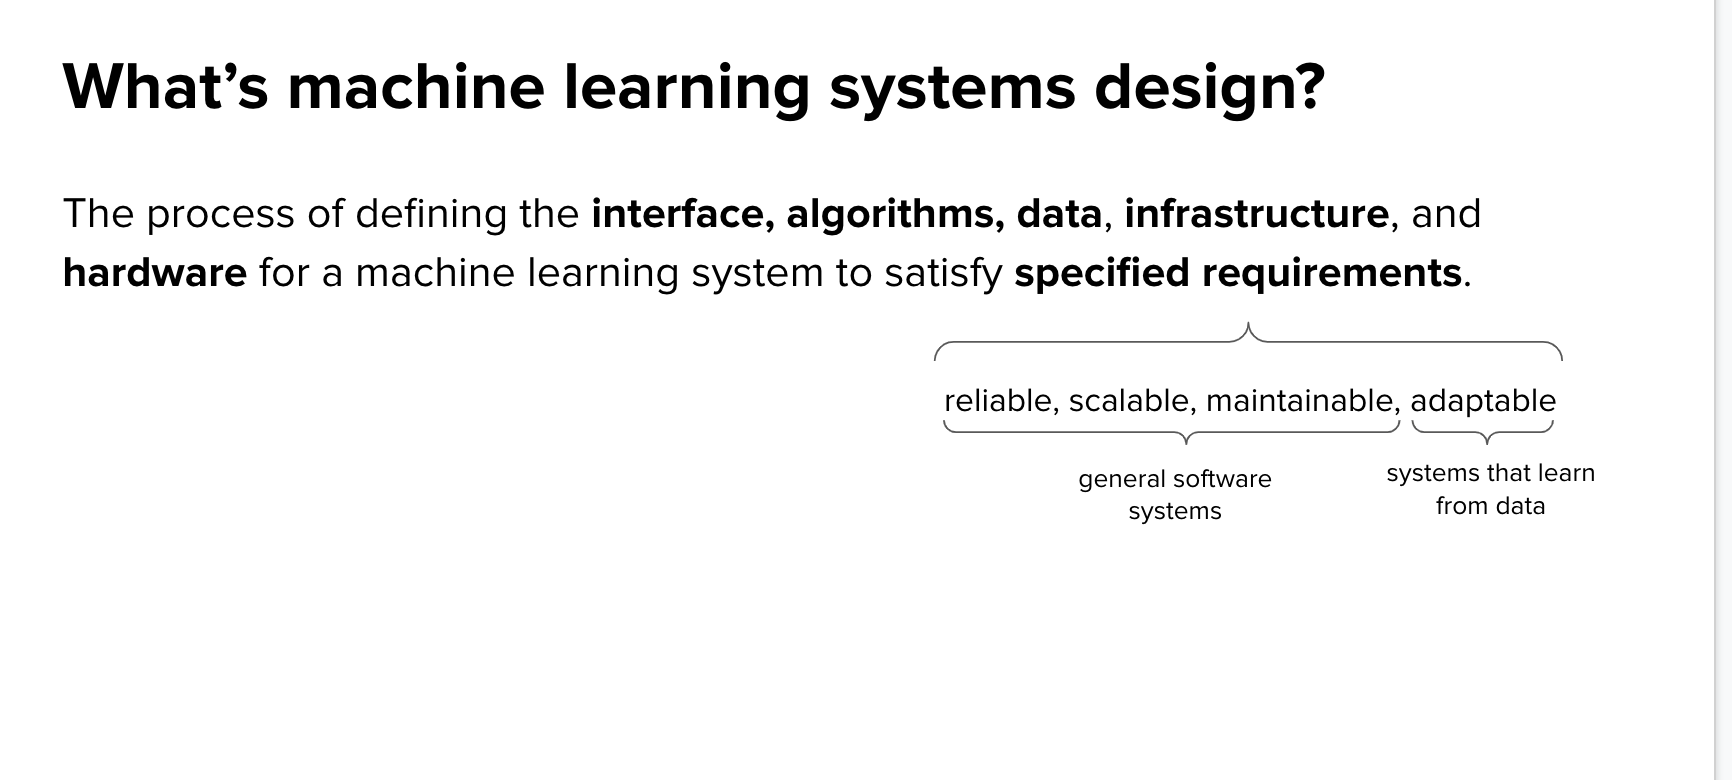 What’s machine learning systems design?
The process of defining the interface, algorithms, data, infrastructure, and
hardware for a machine learning system to satisfy specified requirements.
reliable, scalable, maintainable, adaptable
general software
systems
systems that learn
from data